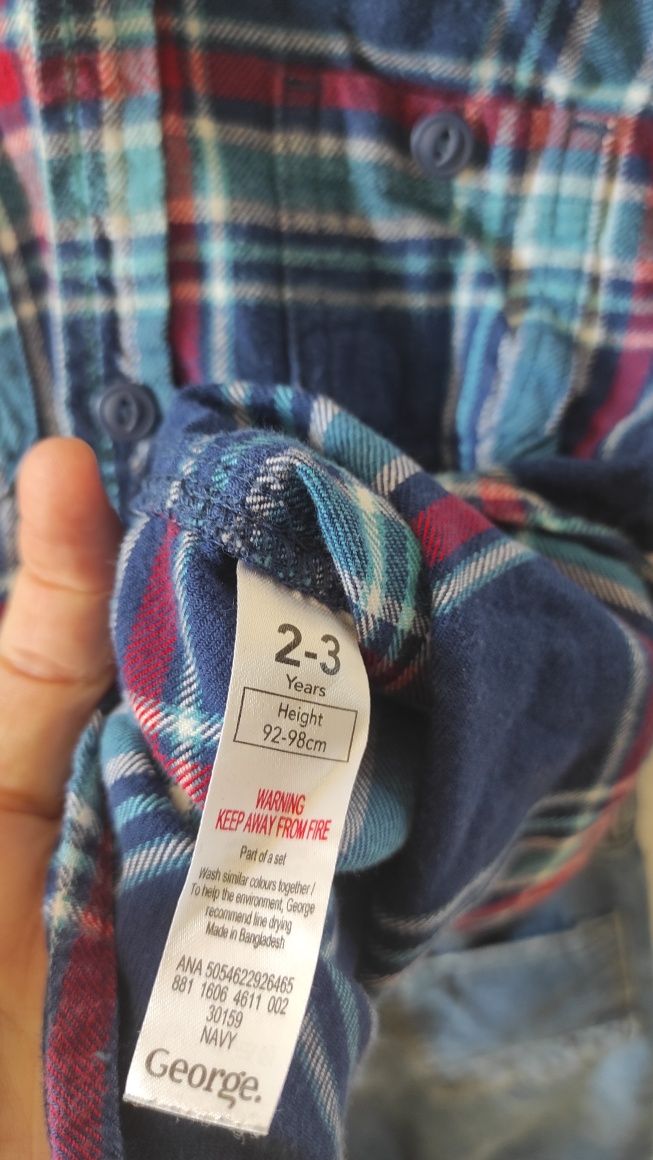 2-3
Years
Height
92-98cm
WARNING
KEEP AWAY FROM FIRE
Part of a set
Wash similar colours together /
To help the environment, George
recommend line drying
Made in Bangladesh
ANA 5054622926465
881 1606 4611 002
30159
NAVY
George.